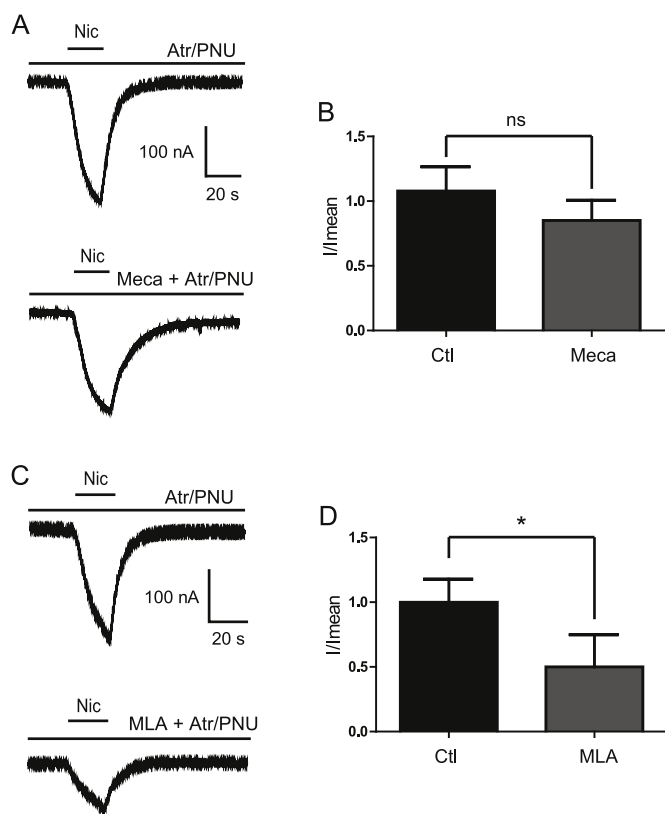 A
Nic
Atr/PNU
100 nA
20 s
Nic
Meca + Atr/PNU
B
ns
1.5
1.0
0.5
0.0
I/Imean
Ctl
Meca
C
Nic
Atr/PNU
100 nA
20 s
Nic
MLA + Atr/PNU
D
*
1.5
1.0
0.5
0.0
I/Imean
Ctl
MLA